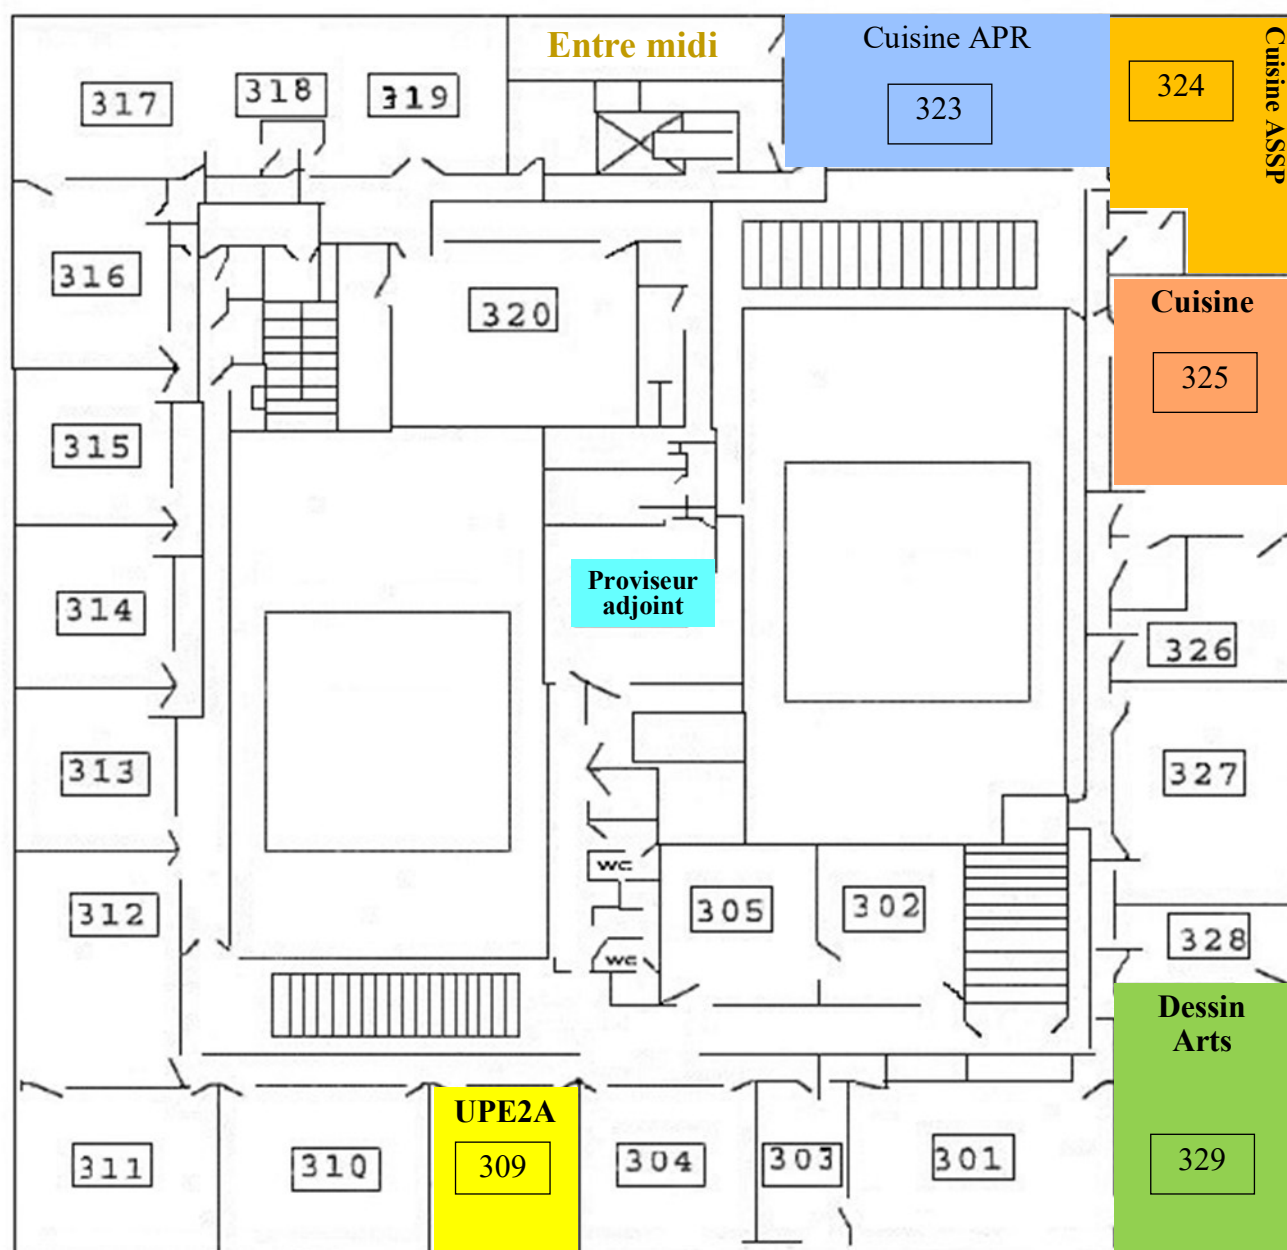 Entre midi
Cuisine APR
323
324
Cuisine ASSP
317
318
319
316
320
Cuisine
325
315
314
Proviseur
adjoint
326
313
327
312
WC
305
302
328
WC
Dessin
Arts
329
311
310
UPE2A
309
304
303
301